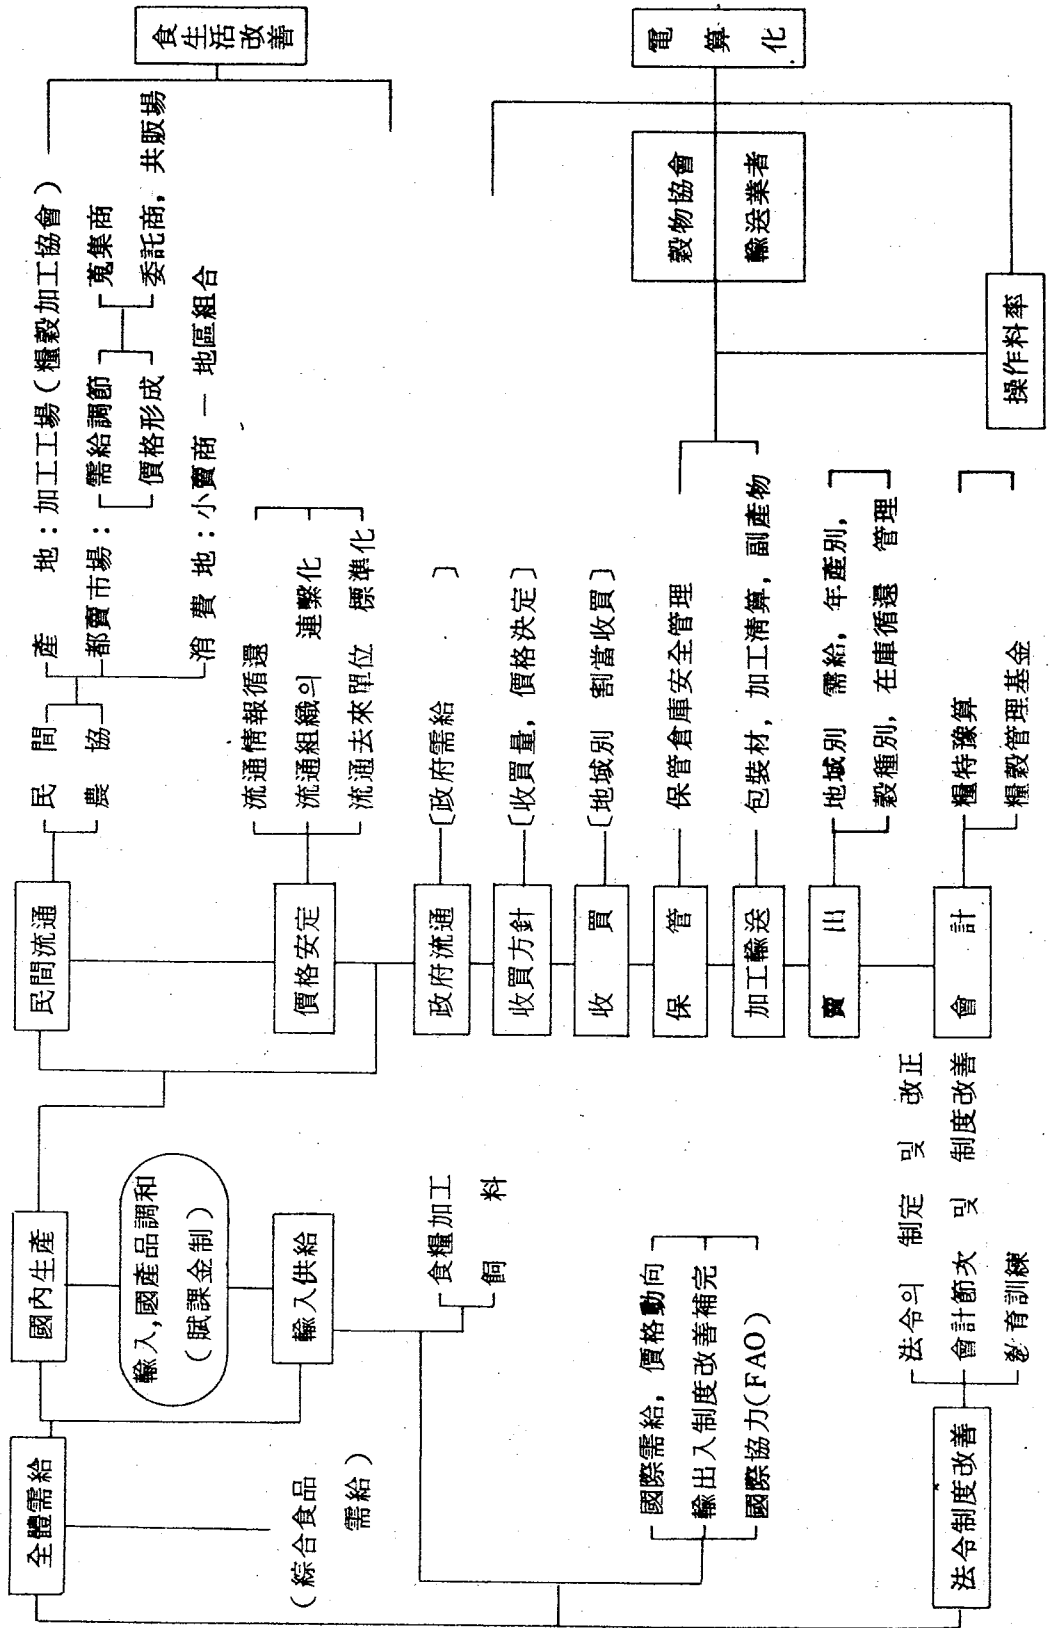 全體需給
(綜合食品
需給)
國內生產
輸入,國產品調和
(賦課金制)
輸入供給
食糧加工
飼料
國際需給, 價格動向
輸出入制度改善補完
國際協力(FAO)
法令制度改善
法令의 制定 및 改正
會計節次 및 制度改善
育訓練
民間流通
民間
農協
產地:加工工場(糧穀加工協會)
都賣市場:
需給調節
價格形成
蒐集商
委託商, 共販場
消費地:小賣商 — 地區組合
食生活改善
價格安定
流通情報循還
流通組織의 連繫化
流通去來單位 標準化
政府流通
〔政府需給〕
收買方針
〔收買量, 價格決定〕
收買
〔地域別 割當收買〕
保管
保管倉庫安全管理
加工輸送
包裝材, 加工淸算, 副產物
賣出
地域別 需給, 年產別,
穀種別, 在庫循還 管理
會計
糧特豫算
糧穀管理基金
電算化
穀物協會
輸送業者
操作料率